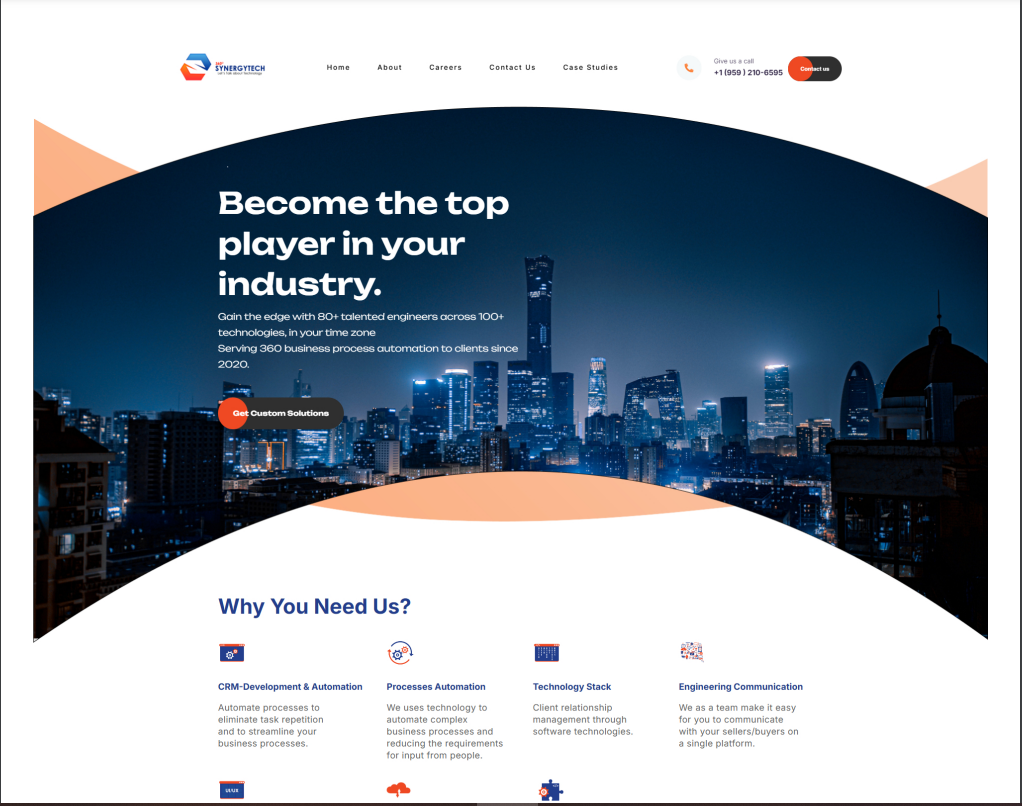 SYNERGYTECH
Let's talk about technology
Home About Careers Contact Us Case Studies
Give us a call
+1 (959 ) 210-6595
Contact us
Become the top
player in your
industry.
Gain the edge with 80+ talented engineers across 100+
technologies, in your time zone
Serving 360 business process automation to clients since
2020.
Get Custom Solutions
Why You Need Us?
CRM-Development & Automation
Automate processes to
eliminate task repetition
and to streamline your
business processes.
Processes Automation
We uses technology to
automate complex
business processes and
reducing the requirements
for input from people.
Technology Stack
Client relationship
management through
software technologies.
Engineering Communication
We as a team make it easy
for you to communicate
with your sellers/buyers on
a single platform.
UI/UX